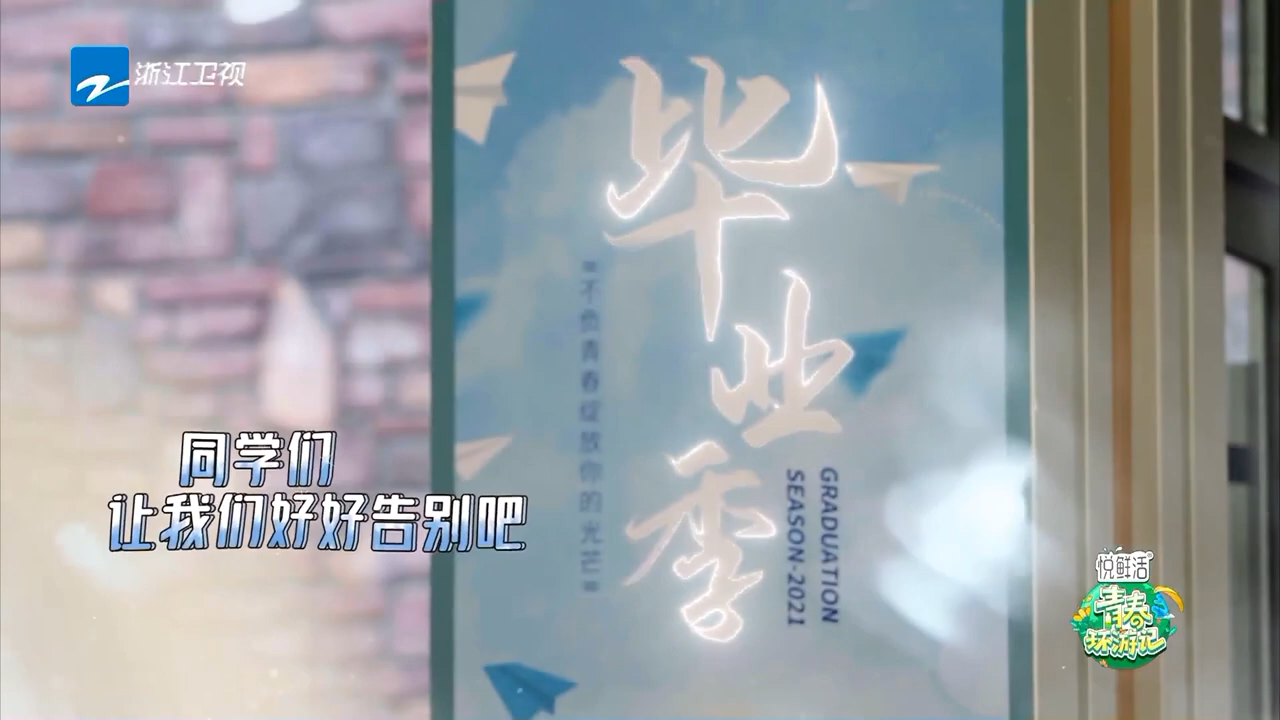 浙江卫视
毕业季
"不负青春绽放你的光芒"
GRADUATION
SEASON-2021
同学们
让我们好好告别吧
悦鲜活
青春
环游记